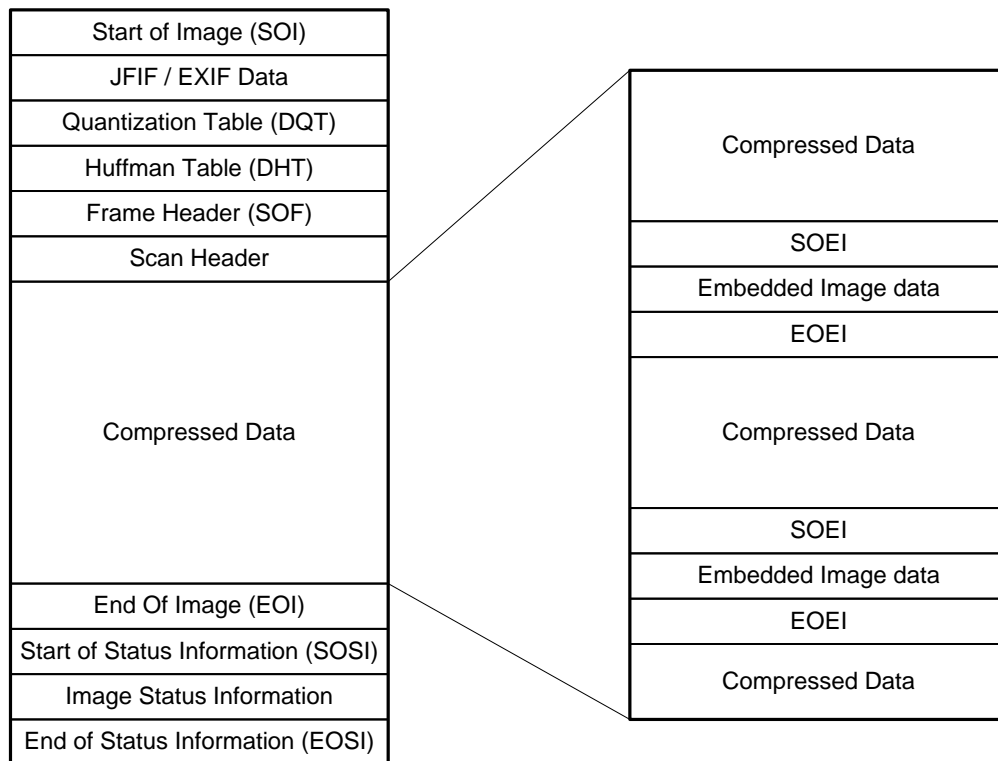 Start of Image (SOI)
JFIF / EXIF Data
Quantization Table (DQT)
Huffman Table (DHT)
Frame Header (SOF)
Scan Header
Compressed Data
End Of Image (EOI)
Start of Status Information (SOSI)
Image Status Information
End of Status Information (EOSI)
Compressed Data
SOEI
Embedded Image data
EOEI
Compressed Data
SOEI
Embedded Image data
EOEI
Compressed Data